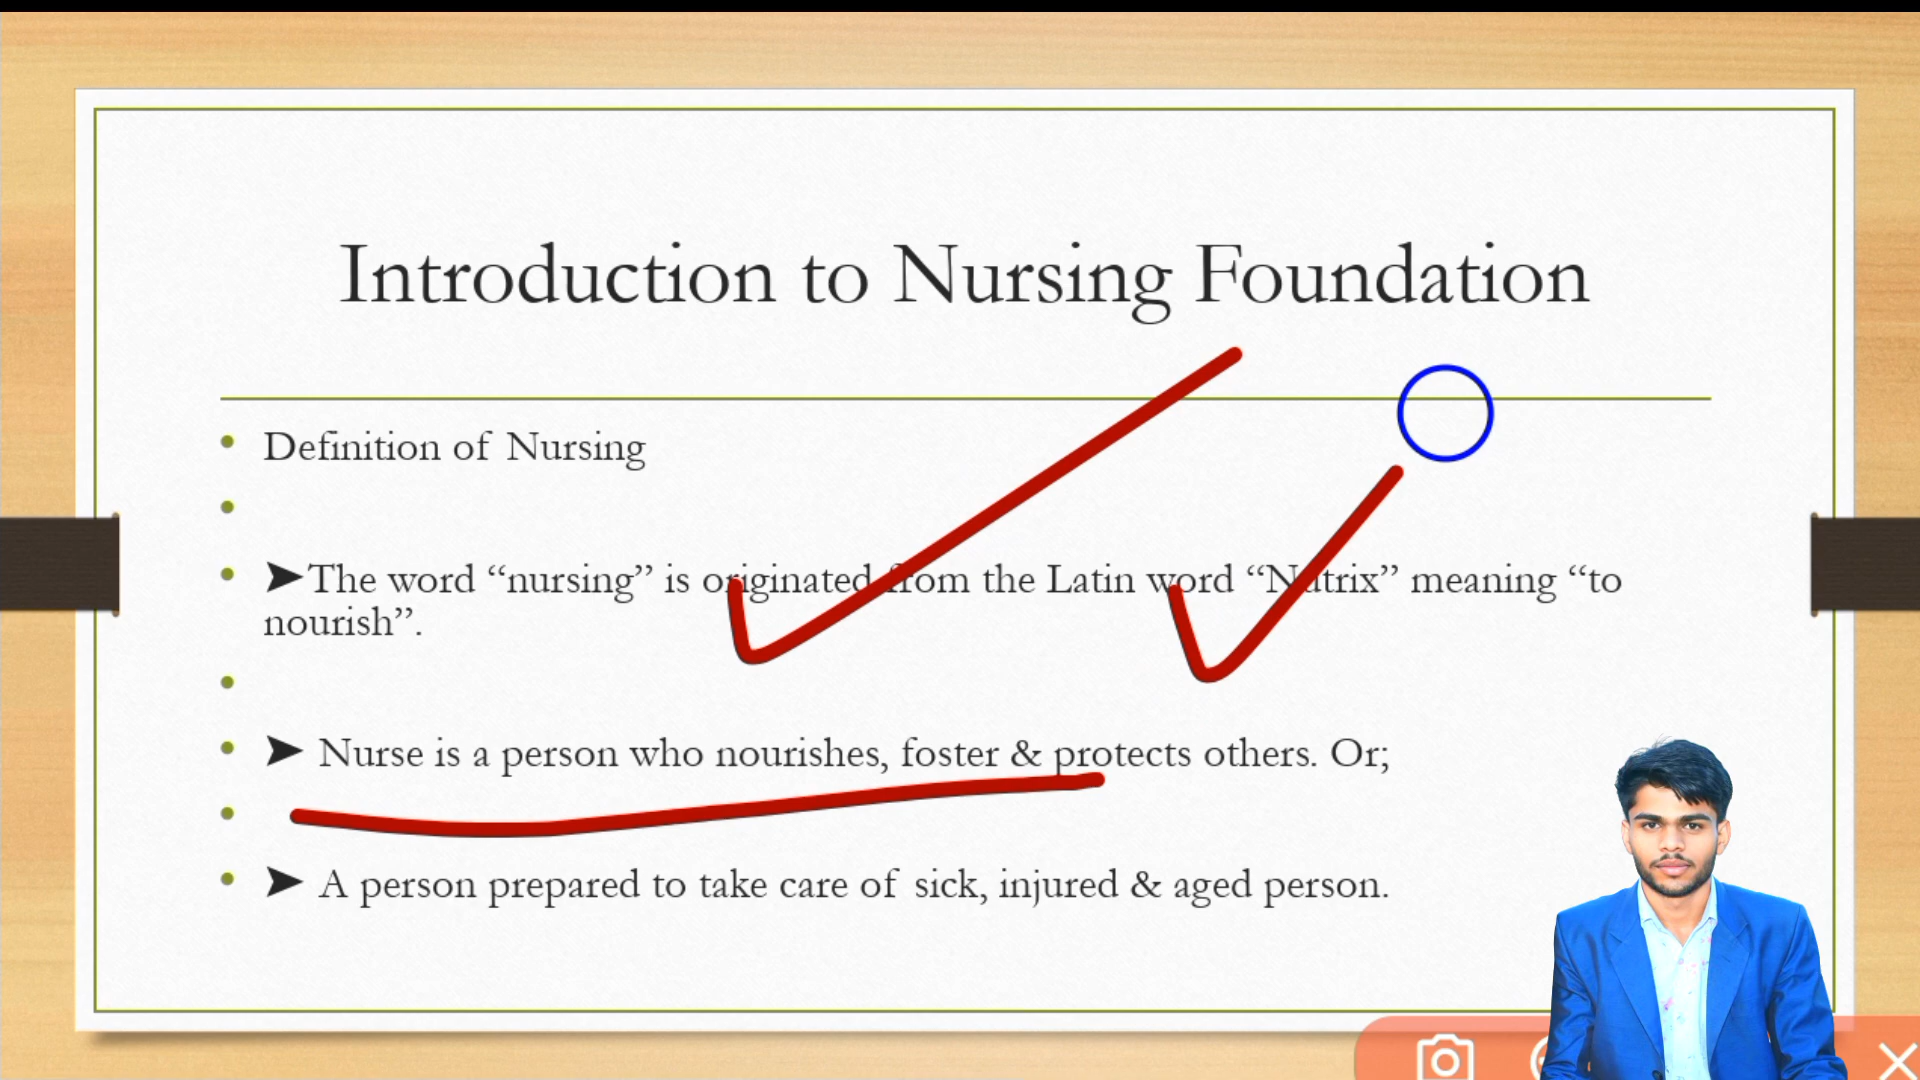 Introduction to Nursing Foundation
Definition of Nursing
➤The word “nursing” is originated from the Latin word “Nutrix” meaning “to
nourish”.
➤ Nurse is a person who nourishes, foster & protects others. Or;
➤ A person prepared to take care of sick, injured & aged person.